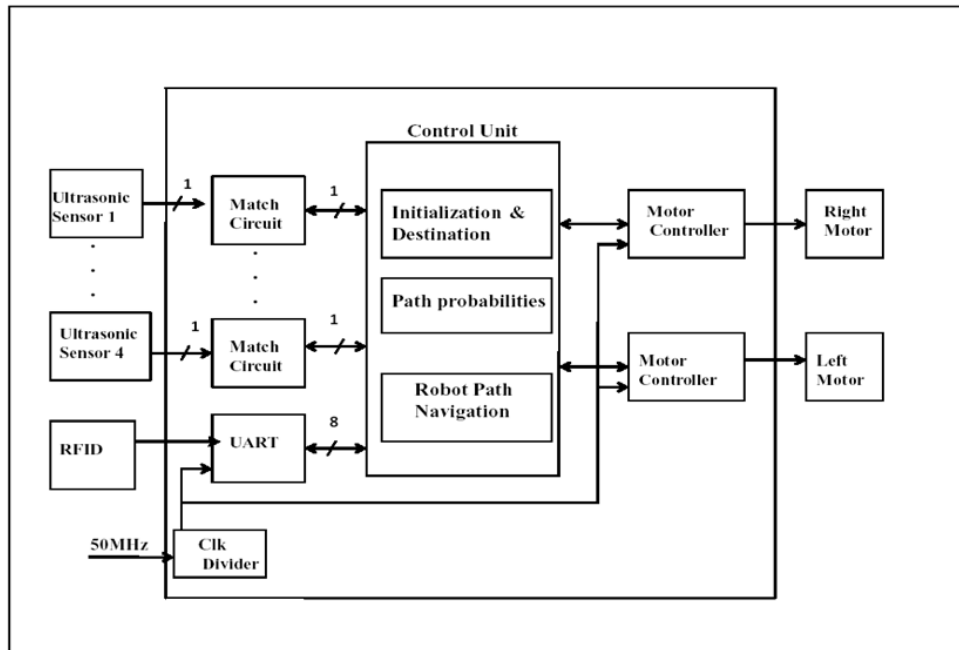 Control Unit
Ultrasonic
Sensor 1
1
Match
Circuit
1
Initialization &
Destination
Motor
Controller
Right
Motor
Path probabilities
Ultrasonic
Sensor 4
1
Match
Circuit
1
Motor
Controller
Left
Motor
Robot Path
Navigation
RFID
UART
8
50MHz
Clk
Divider